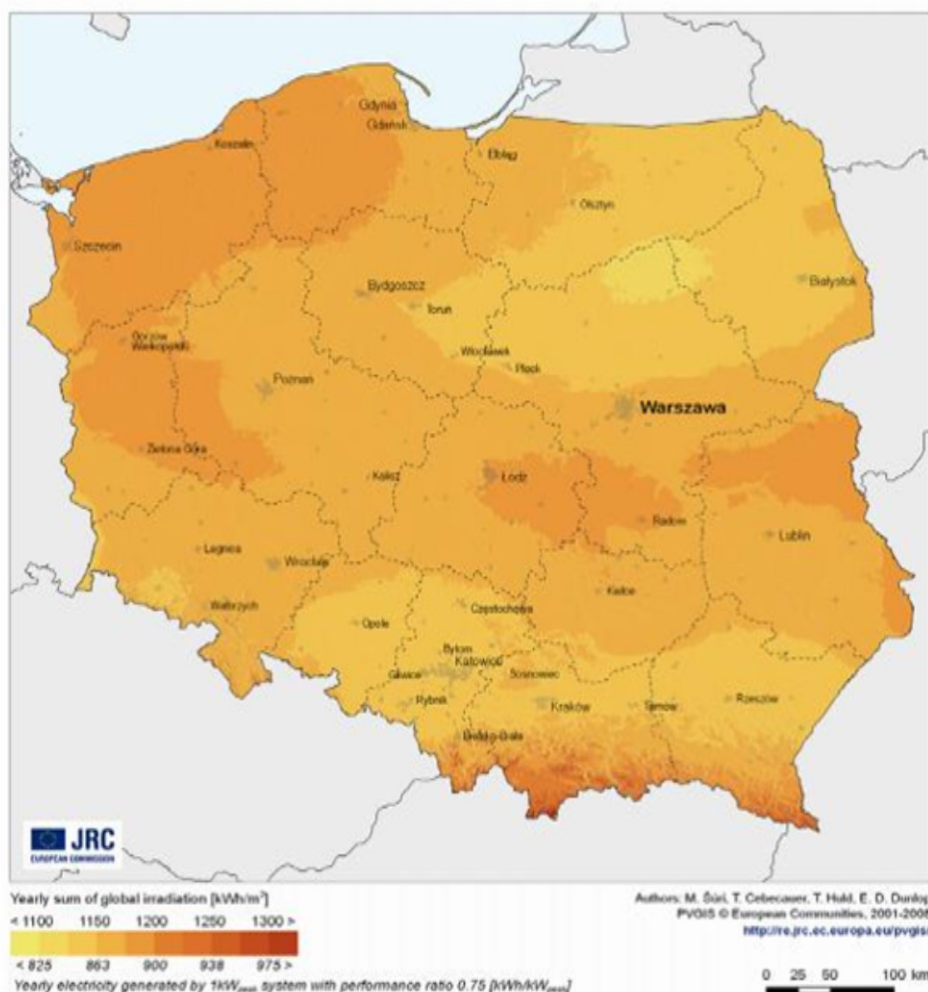 Gdynia
Gdańsk
Koszalin
Elbląg
Olsztyn
Szczecin
Białystok
Bydgoszcz
Toruń
Gorzów
Wielkopolski
Włocławek
Płock
Poznań
Warszawa
Zielona Góra
Kalisz
Łódź
Radom
Lublin
Legnica
Wrocław
Kielce
Wałbrzych
Częstochowa
Opole
Bytom
Katowice
Gliwice
Sosnowiec
Rybnik
Kraków
Tarnów
Rzeszów
Bielsko-Biała
JRC
EUROPEAN COMMISSION
Yearly sum of global irradiation [kWh/m²]
< 1100 1150 1200 1250 1300 >
< 825 863 900 938 975 >
Yearly electricity generated by 1kWpeak system with performance ratio 0.75 [kWh/kWpeak]
Authors: M. Šúri, T. Cebecauer, T. Huld, E. D. Dunlop
PVGIS © European Communities, 2001-2008
http://re.jrc.ec.europa.eu/pvgis/
0 25 50 100 km